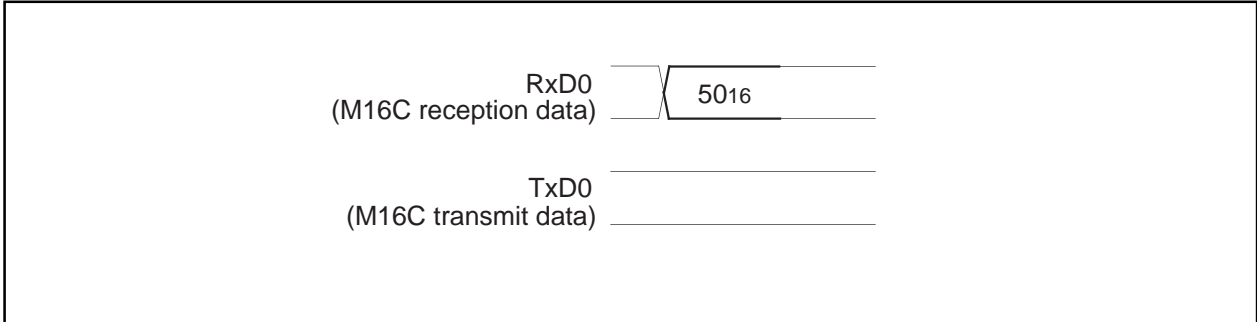 RxD0
(M16C reception data)
5016
TxD0
(M16C transmit data)